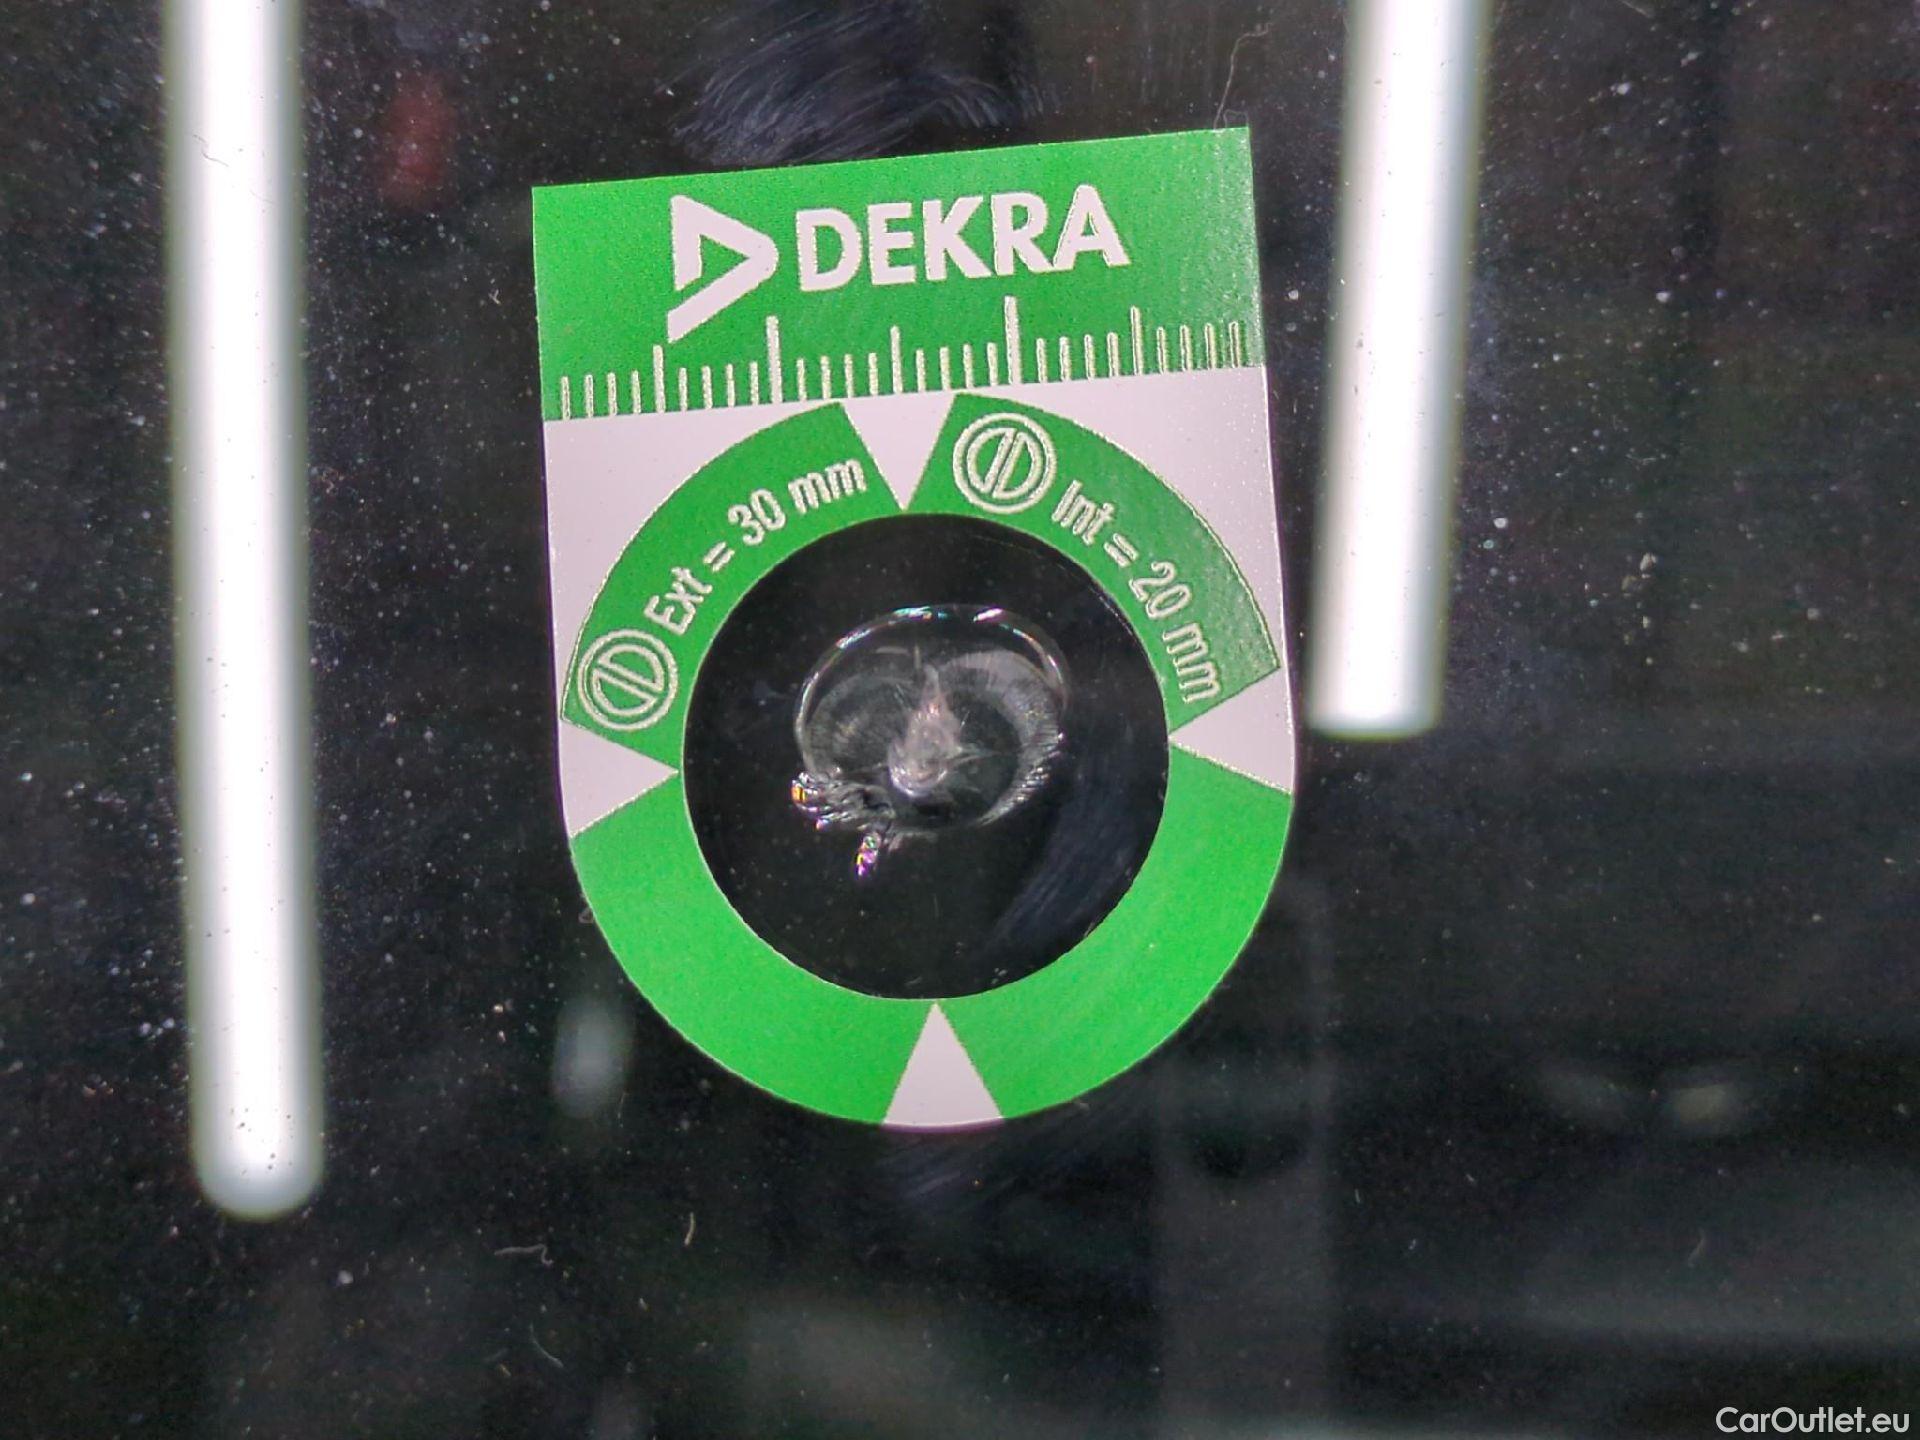 DEKRA
Ext = 30 mm
Int = 20 mm
CarOutlet.eu